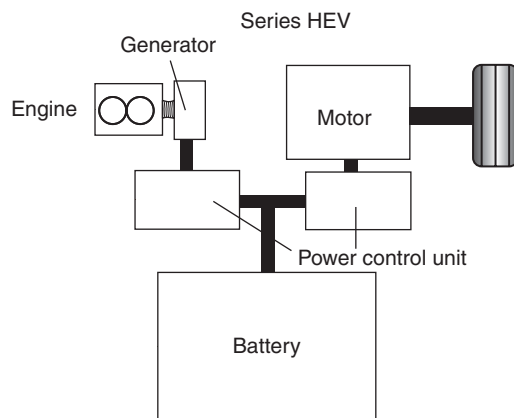 Series HEV
Generator
Engine
Motor
Power control unit
Battery